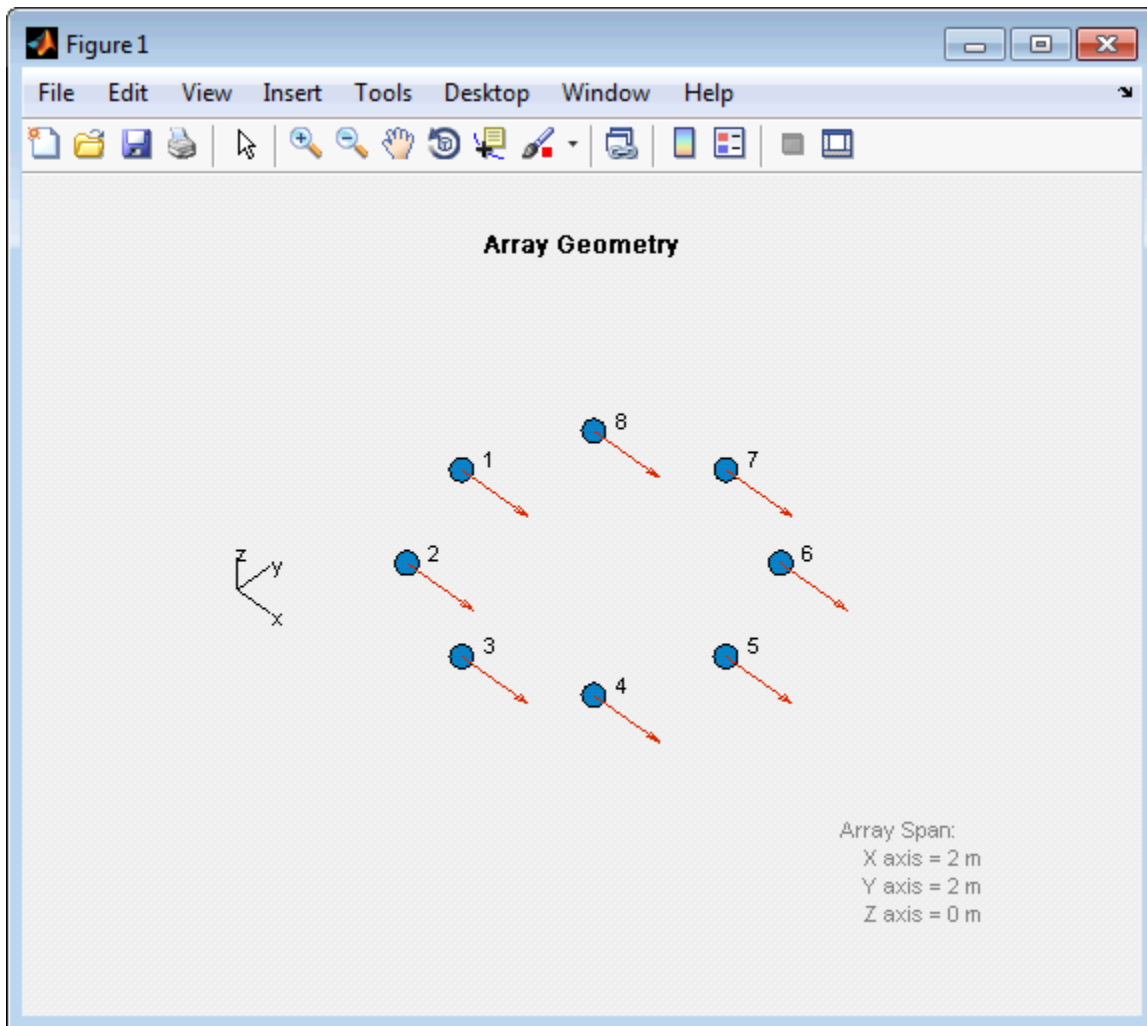 Figure 1
File Edit View Insert Tools Desktop Window Help
Array Geometry
8
1
7
z
y
x
2
6
3
5
4
Array Span:
X axis = 2 m
Y axis = 2 m
Z axis = 0 m